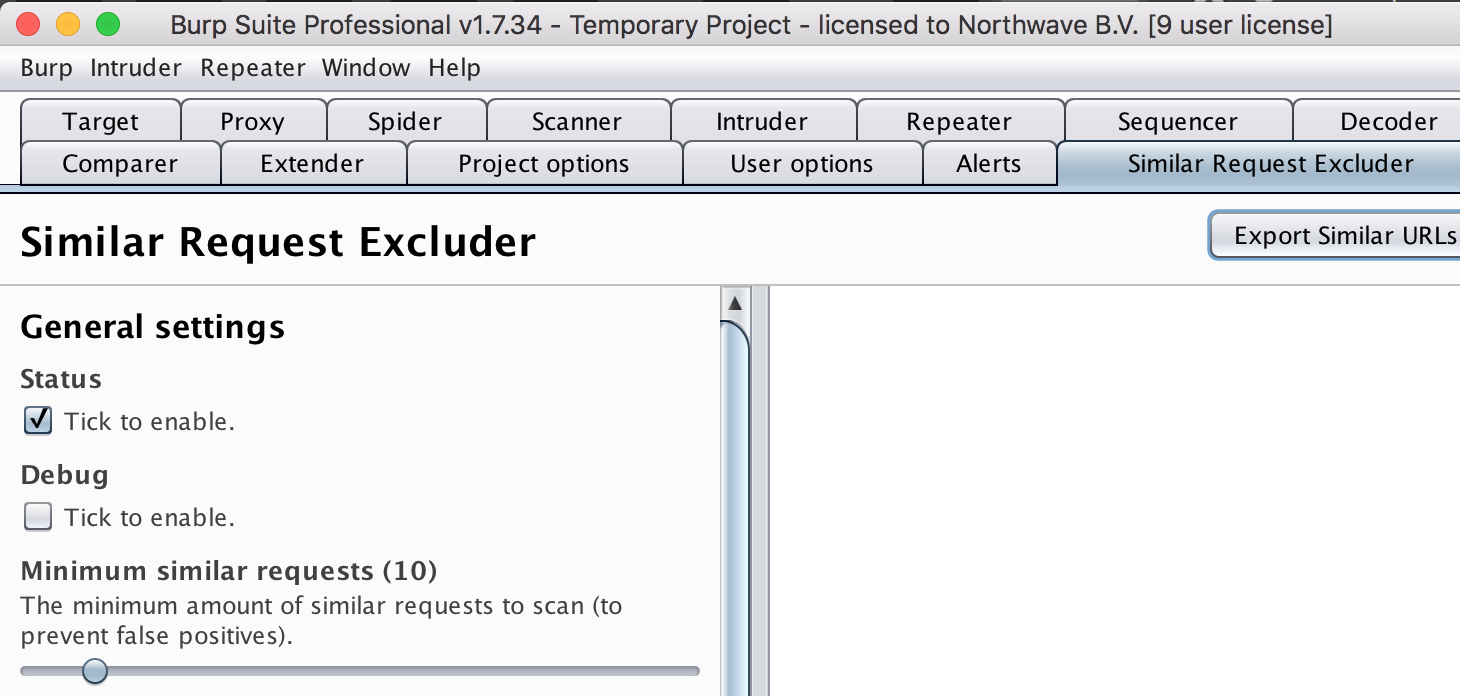 Burp Suite Professional v1.7.34 - Temporary Project - licensed to Northwave B.V. [9 user license]
Burp Intruder Repeater Window Help
Target Proxy Spider Scanner Intruder Repeater Sequencer Decoder
Comparer Extender Project options User options Alerts Similar Request Excluder
Similar Request Excluder
Export Similar URLs
General settings
Status
Tick to enable.
Debug
Tick to enable.
Minimum similar requests (10)
The minimum amount of similar requests to scan (to
prevent false positives).